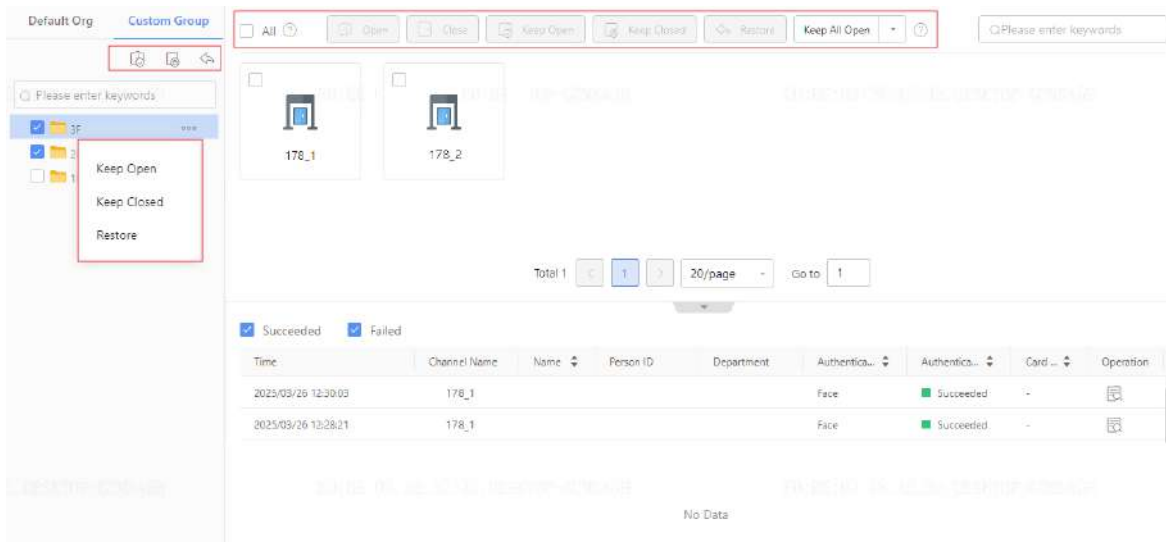 Default Org Custom Group
All Open Close Keep Open Keep Closed Restore Keep All Open Please enter keywords
Please enter keywords
3F
2
1
Keep Open
Keep Closed
Restore
178_1 178_2
Total 1 1 20/page Go to 1
Succeeded Failed
Time Channel Name Name Person ID Department Authentica... Authentica... Card ... Operation
2025/03/26 12:30:03 178_1 Face Succeeded -
2025/03/26 12:28:21 178_1 Face Succeeded -
No Data